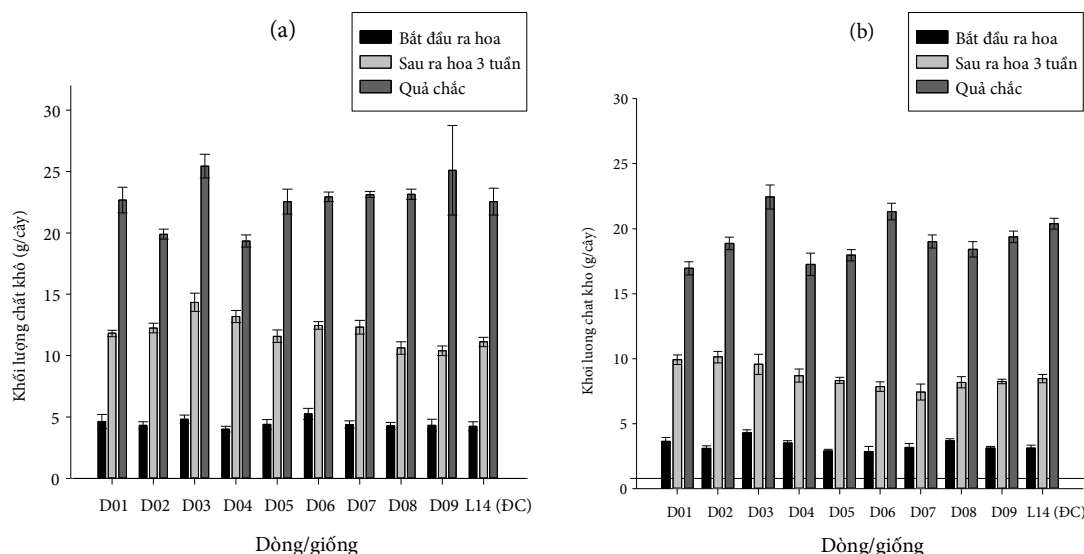 (a)
Bắt đầu ra hoa
Sau ra hoa 3 tuần
Quả chắc
Khối lượng chất khô (g/cây)
30
25
20
15
10
5
0
D01 D02 D03 D04 D05 D06 D07 D08 D09 L14 (ĐC)
Dòng/giống
(b)
Bắt đầu ra hoa
Sau ra hoa 3 tuần
Quả chắc
Khoi luong chat kho (g/cây)
30
25
20
15
10
5
0
D01 D02 D03 D04 D05 D06 D07 D08 D09 L14 (ĐC)
Dòng/giống